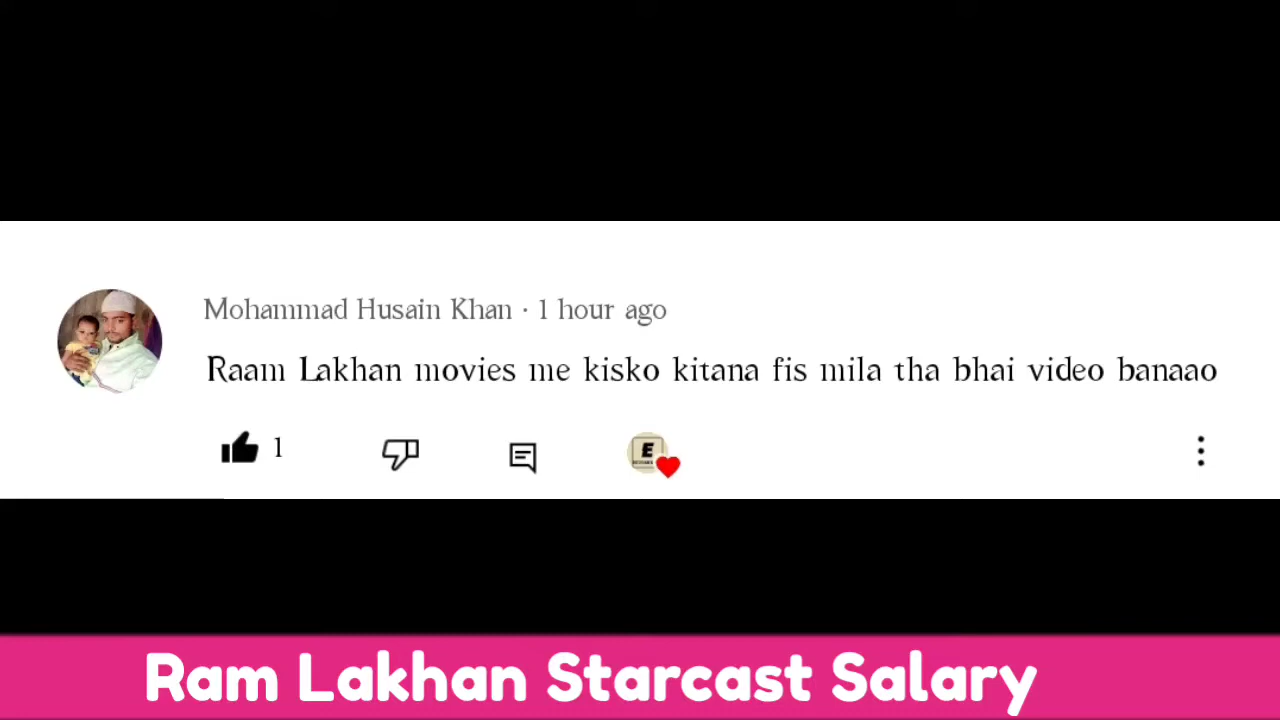 Mohammad Husain Khan · 1 hour ago
Raam Lakhan movies me kisko kitana fis mila tha bhai video banaao
1
E
Ram Lakhan Starcast Salary